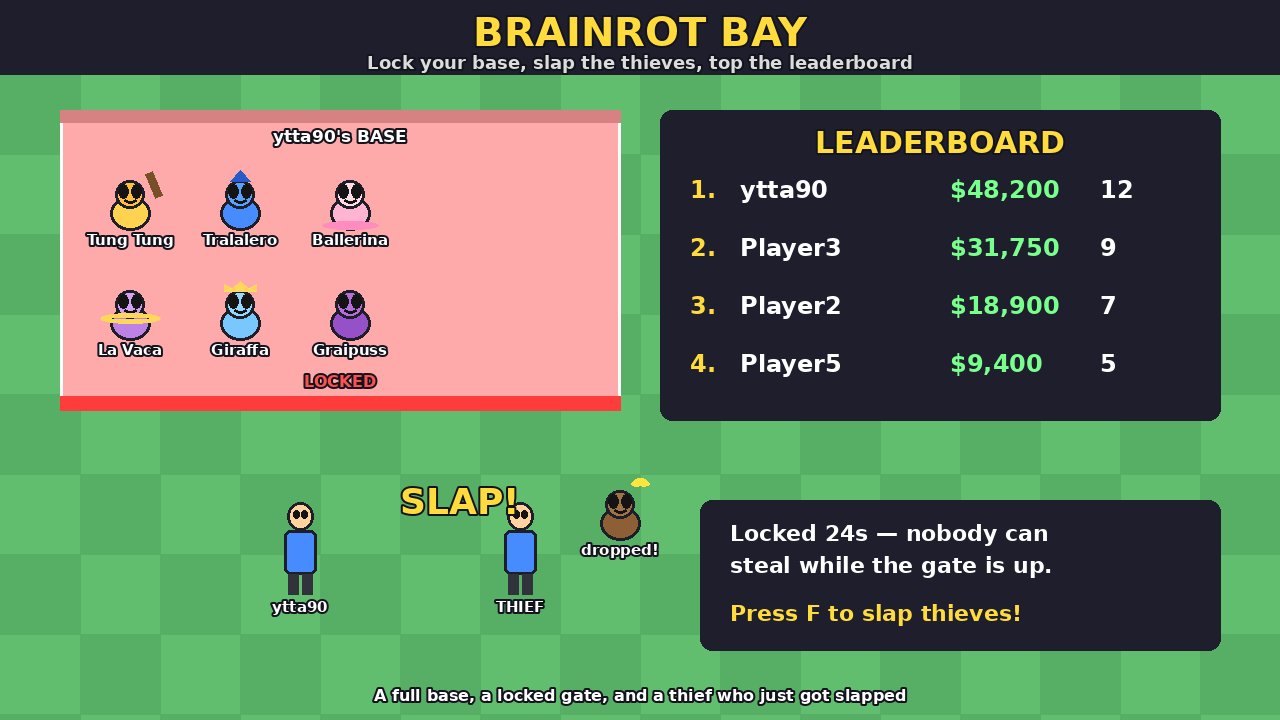 BRAINROT BAY
Lock your base, slap the thieves, top the leaderboard
ytta90's BASE
Tung Tung Tralalero Ballerina
La Vaca Giraffa Graipuss
LOCKED
LEADERBOARD
1. ytta90 $48,200 12
2. Player3 $31,750 9
3. Player2 $18,900 7
4. Player5 $9,400 5
SLAP!
dropped!
ytta90 THIEF
Locked 24s — nobody can
steal while the gate is up.
Press F to slap thieves!
A full base, a locked gate, and a thief who just got slapped